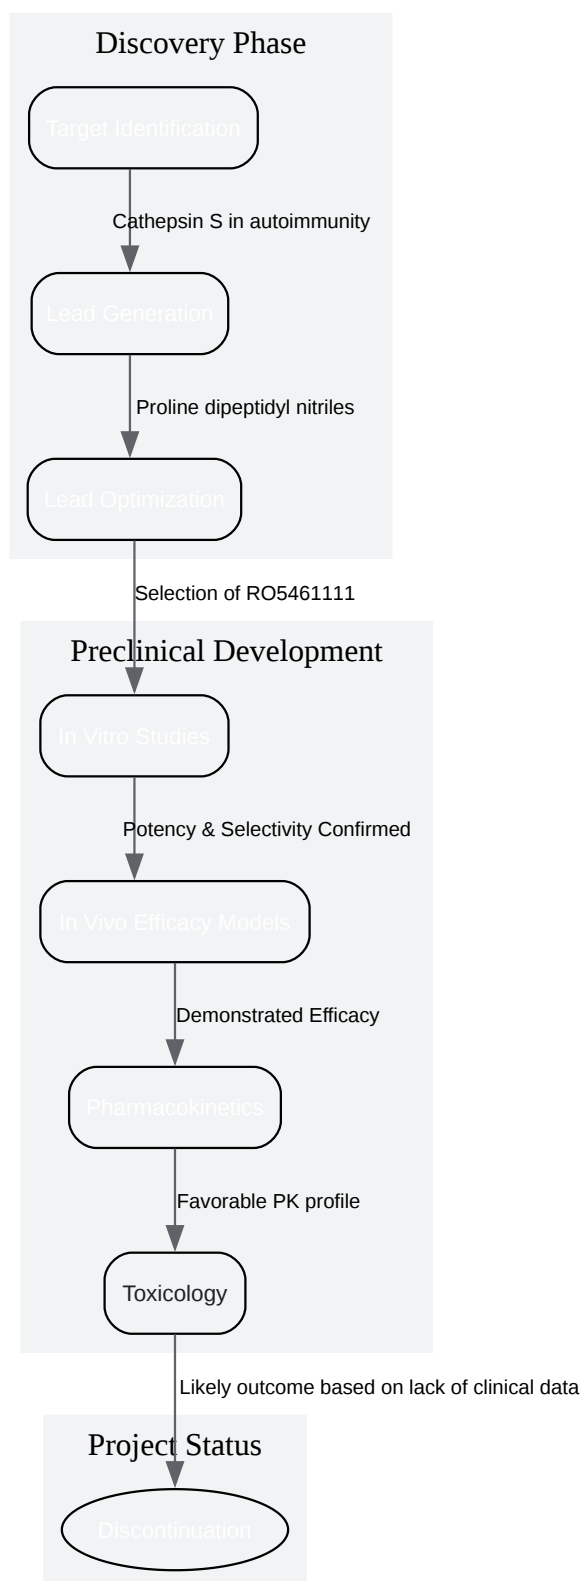 Discovery Phase
Target Identification
Cathepsin S in autoimmunity
Lead Generation
Proline dipeptidyl nitriles
Lead Optimization
Selection of RO5461111
Preclinical Development
In Vitro Studies
Potency & Selectivity Confirmed
In Vivo Efficacy Models
Demonstrated Efficacy
Pharmacokinetics
Favorable PK profile
Toxicology
Likely outcome based on lack of clinical data
Project Status
Discontinuation